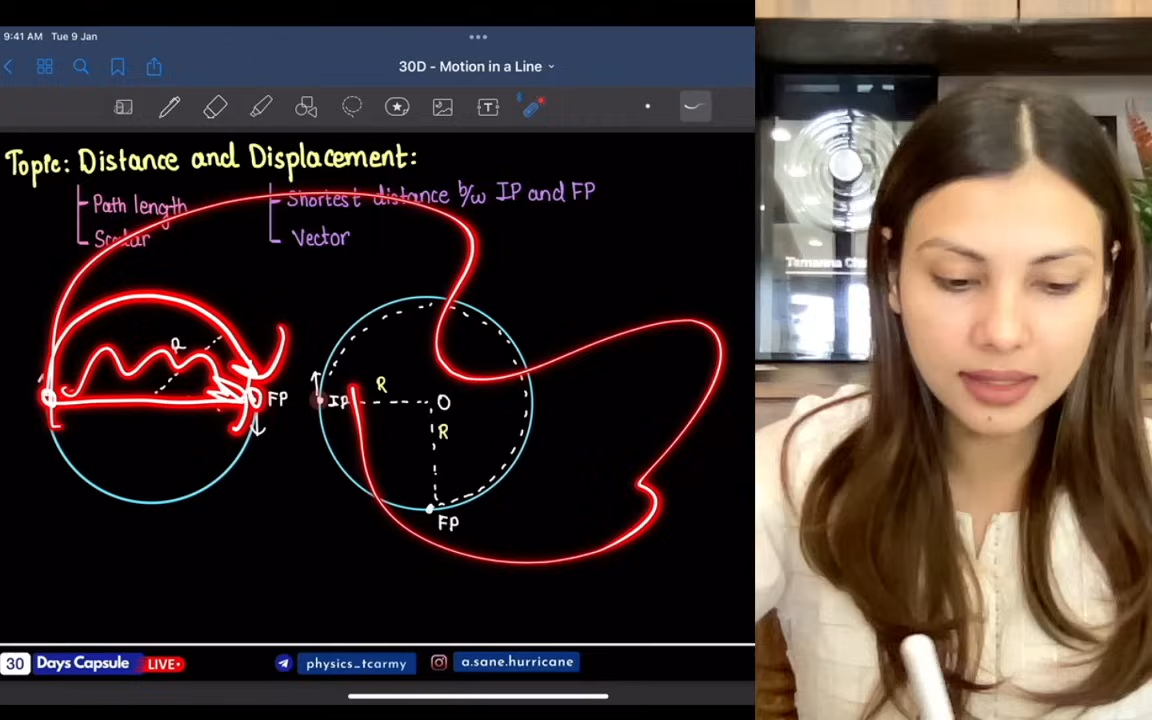 9:41 AM Tue 9 Jan
30D - Motion in a Line
Topic: Distance and Displacement:
Path length
Scalar
Shortest distance b/w IP and FP
Vector
R
FP
IP
R
O
R
FP
Tamanna
30 Days Capsule LIVE
physics_tcarmy
a.sane.hurricane